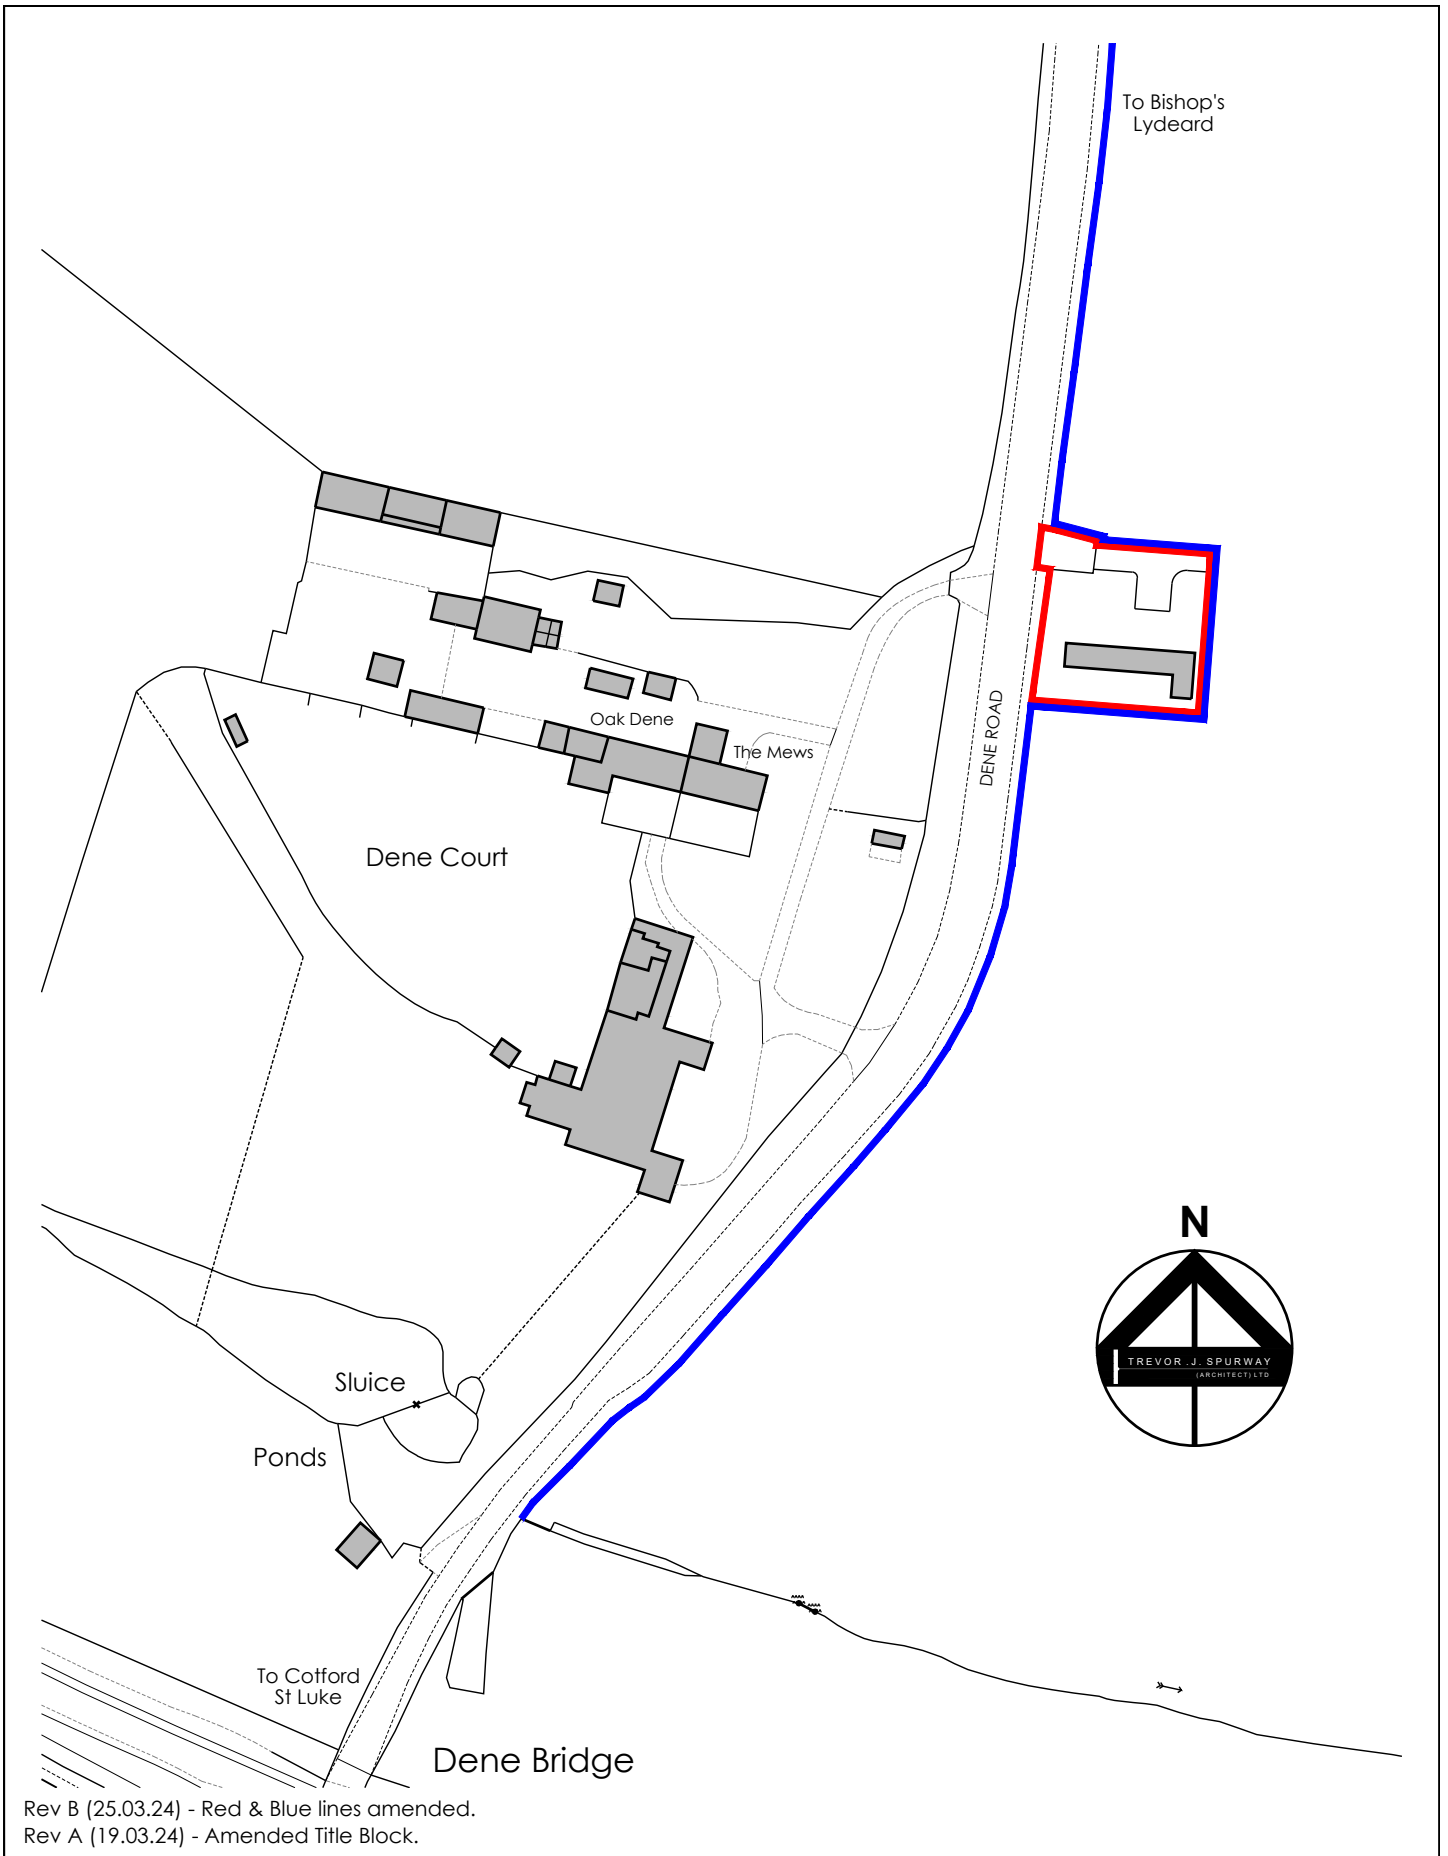 To Bishop's
Lydeard
Oak Dene
The Mews
DENE ROAD
Dene Court
N
TREVOR.J. SPURWAY
(ARCHITECT) LTD
Sluice
Ponds
To Cotford
St Luke
Dene Bridge
Rev B (25.03.24) - Red & Blue lines amended.
Rev A (19.03.24) - Amended Title Block.